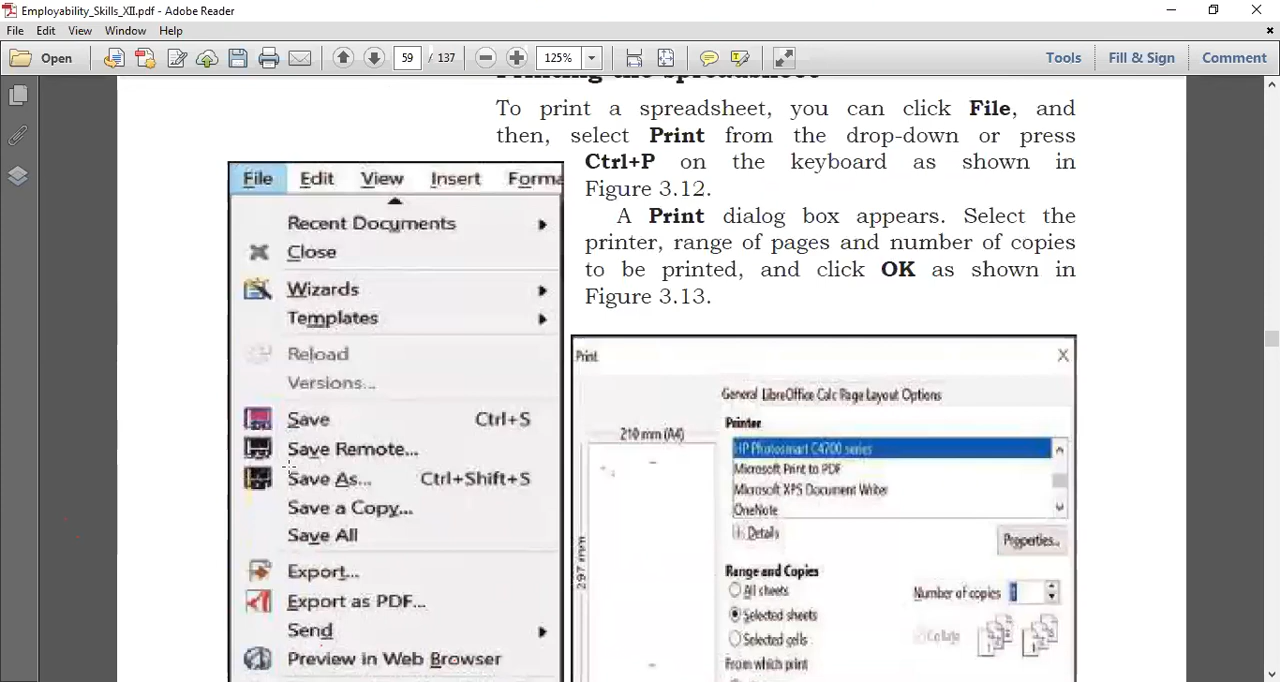 Employability_Skills_XII.pdf - Adobe Reader
File Edit View Window Help
Open 59 / 137 125% Tools Fill & Sign Comment
Printing the spreadsheet
To print a spreadsheet, you can click File, and
then, select Print from the drop-down or press
Ctrl+P on the keyboard as shown in
Figure 3.12.
A Print dialog box appears. Select the
printer, range of pages and number of copies
to be printed, and click OK as shown in
Figure 3.13.
File Edit View Insert Forma
Recent Documents
Close
Wizards
Templates
Reload
Versions...
Save Ctrl+S
Save Remote...
Save As... Ctrl+Shift+S
Save a Copy...
Save All
Export...
Export as PDF...
Send
Preview in Web Browser
Print
General LibreOffice Calc Page Layout Options
210 mm (A4)
297 mm
Printer
HP Photosmart C4700 series
Microsoft Print to PDF
Microsoft XPS Document Writer
OneNote
Details
Properties...
Range and Copies
All sheets
Number of copies 1
Selected sheets
Selected cells
Collate
From which print